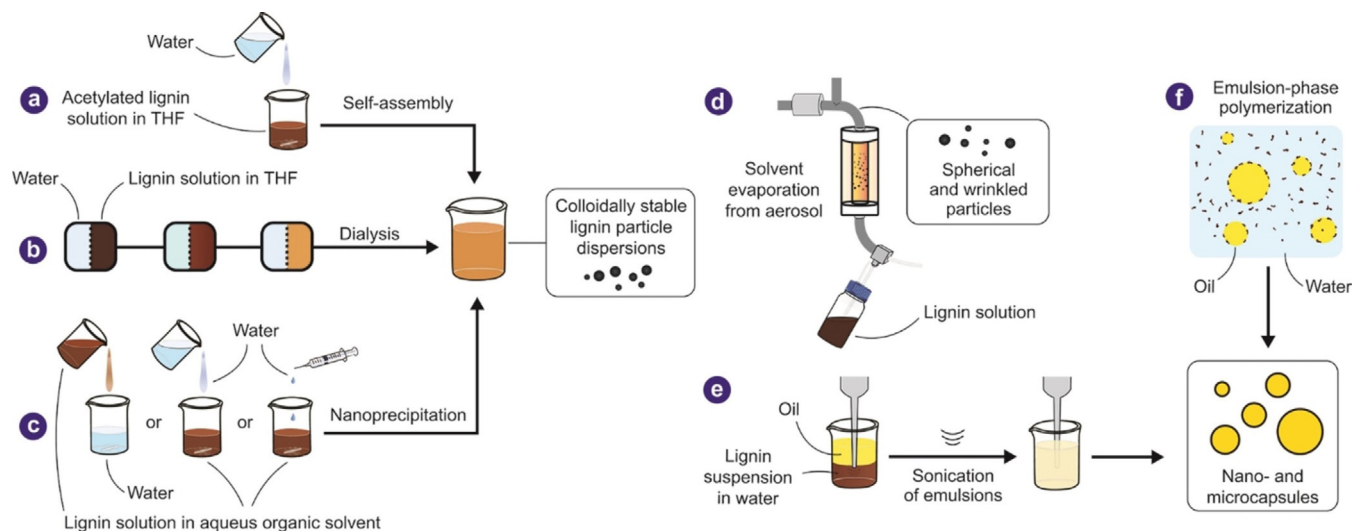 Water
a
Acetylated lignin
solution in THF
Self-assembly
Water
Lignin solution in THF
b
Dialysis
Colloidally stable
lignin particle
dispersions
Water
c
or
or
Nanoprecipitation
Water
Lignin solution in aqueus organic solvent
d
Solvent
evaporation
from aerosol
Spherical
and wrinkled
particles
Lignin solution
e
Oil
Lignin
suspension
in water
Sonication
of emulsions
f
Emulsion-phase
polymerization
Oil
Water
Nano- and
microcapsules